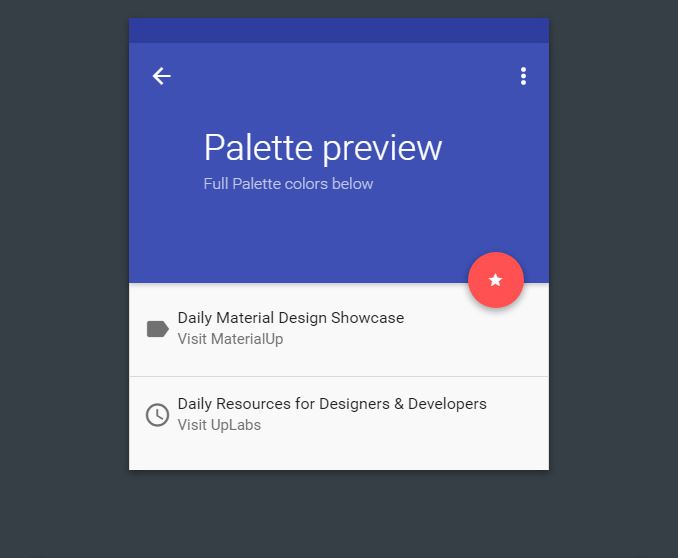 Palette preview
Full Palette colors below
Daily Material Design Showcase
Visit MaterialUp
Daily Resources for Designers & Developers
Visit UpLabs